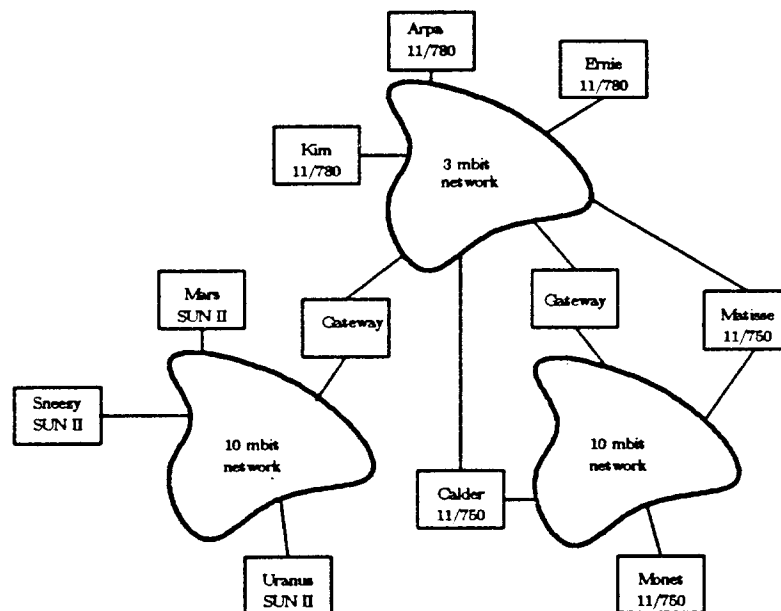 Arpa
11/780
Ernie
11/780
Kim
11/780
3 mbit
network
Mars
SUN II
Gateway
Gateway
Matisse
11/750
Sneezy
SUN II
10 mbit
network
10 mbit
network
Calder
11/750
Uranus
SUN II
Monet
11/750